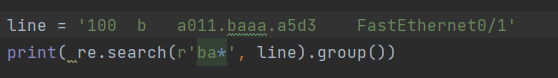 line = '100  b   a011.baaa.a5d3    FastEthernet0/1'
print( re.search(r'ba*', line).group())